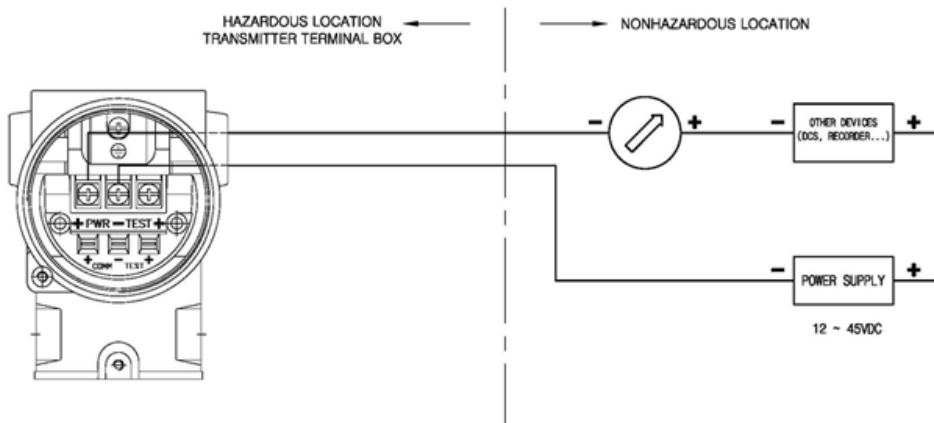 HAZARDOUS LOCATION
TRANSMITTER TERMINAL BOX
NONHAZARDOUS LOCATION
- +
- OTHER DEVICES +
(DCS, RECORDER...)
+ PWR - TEST +
+ - +
COMM TEST
- POWER SUPPLY +
12 ~ 45VDC